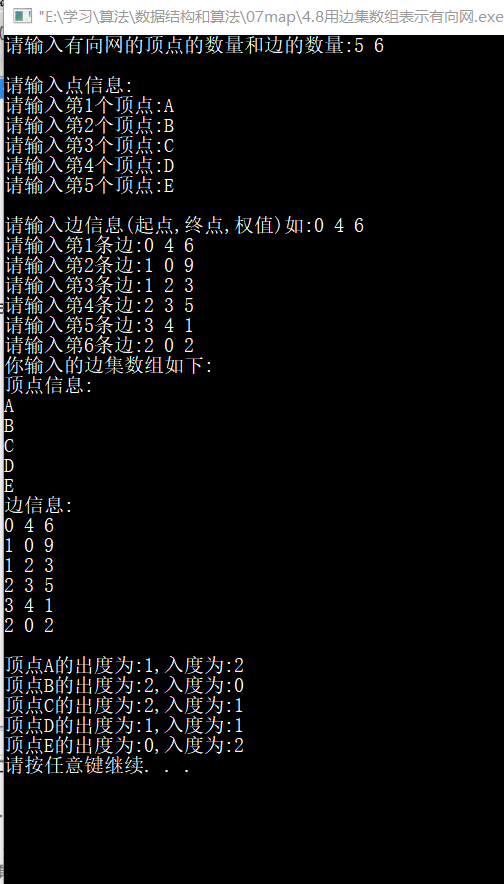 "E:\学习\算法\数据结构和算法\07map\4.8用边集数组表示有向网.exe
请输入有向网的顶点的数量和边的数量:5 6
请输入点信息:
请输入第1个顶点:A
请输入第2个顶点:B
请输入第3个顶点:C
请输入第4个顶点:D
请输入第5个顶点:E
请输入边信息(起点,终点,权值)如:0 4 6
请输入第1条边:0 4 6
请输入第2条边:1 0 9
请输入第3条边:1 2 3
请输入第4条边:2 3 5
请输入第5条边:3 4 1
请输入第6条边:2 0 2
你输入的边集数组如下:
顶点信息:
A
B
C
D
E
边信息:
0 4 6
1 0 9
1 2 3
2 3 5
3 4 1
2 0 2
顶点A的出度为:1,入度为:2
顶点B的出度为:2,入度为:0
顶点C的出度为:2,入度为:1
顶点D的出度为:1,入度为:1
顶点E的出度为:0,入度为:2
请按任意键继续. . .